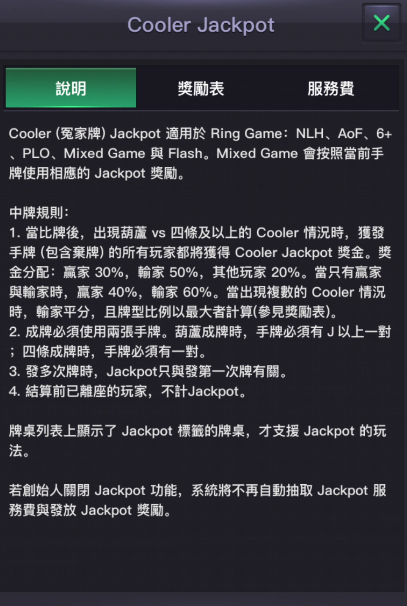 Cooler Jackpot
說明
獎勵表
服務費
Cooler (冤家牌) Jackpot 適用於 Ring Game：NLH、AoF、6+
、PLO、Mixed Game 與 Flash。Mixed Game 會按照當前手
牌使用相應的 Jackpot 獎勵。
中牌規則：
1. 當比牌後，出現葫蘆 vs 四條及以上的 Cooler 情況時，獲發
手牌 (包含棄牌) 的所有玩家都將獲得 Cooler Jackpot 獎金。獎
金分配：贏家 30%，輸家 50%，其他玩家 20%。當只有贏家
與輸家時，贏家 40%，輸家 60%。當出現複數的 Cooler 情況
時，輸家平分，且牌型比例以最大者計算(參見獎勵表)。
2. 成牌必須使用兩張手牌。葫蘆成牌時，手牌必須有 J 以上一對
；四條成牌時，手牌必須有一對。
3. 發多次牌時，Jackpot只與發第一次牌有關。
4. 結算前已離座的玩家，不計Jackpot。
牌桌列表上顯示了 Jackpot 標籤的牌桌，才支援 Jackpot 的玩
法。
若創始人關閉 Jackpot 功能，系統將不再自動抽取 Jackpot 服
務費與發放 Jackpot 獎勵。